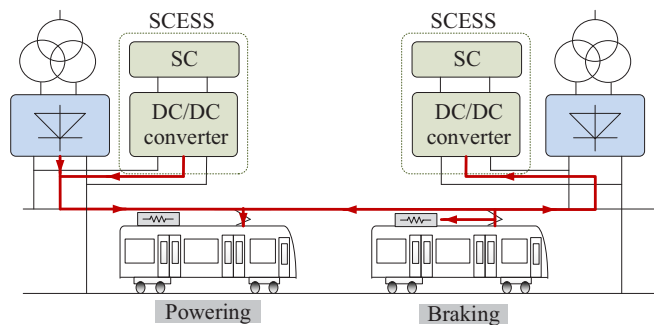 SCESS
SCESS
SC
SC
DC/DC
converter
DC/DC
converter
Powering
Braking